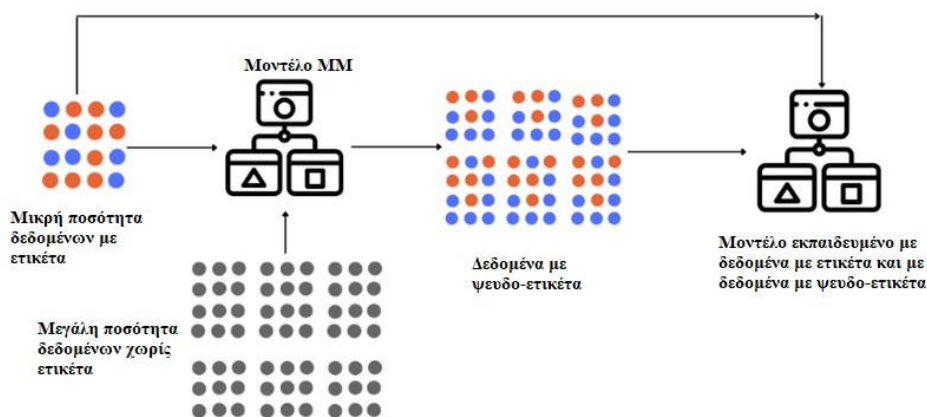 Μοντέλο ΜΜ
Μικρή ποσότητα
δεδομένων με
ετικέτα
Μεγάλη ποσότητα
δεδομένων χωρίς
ετικέτα
Δεδομένα με
ψευδο-ετικέτα
Μοντέλο εκπαιδευμένο με
δεδομένα με ετικέτα και με
δεδομένα με ψευδο-ετικέτα